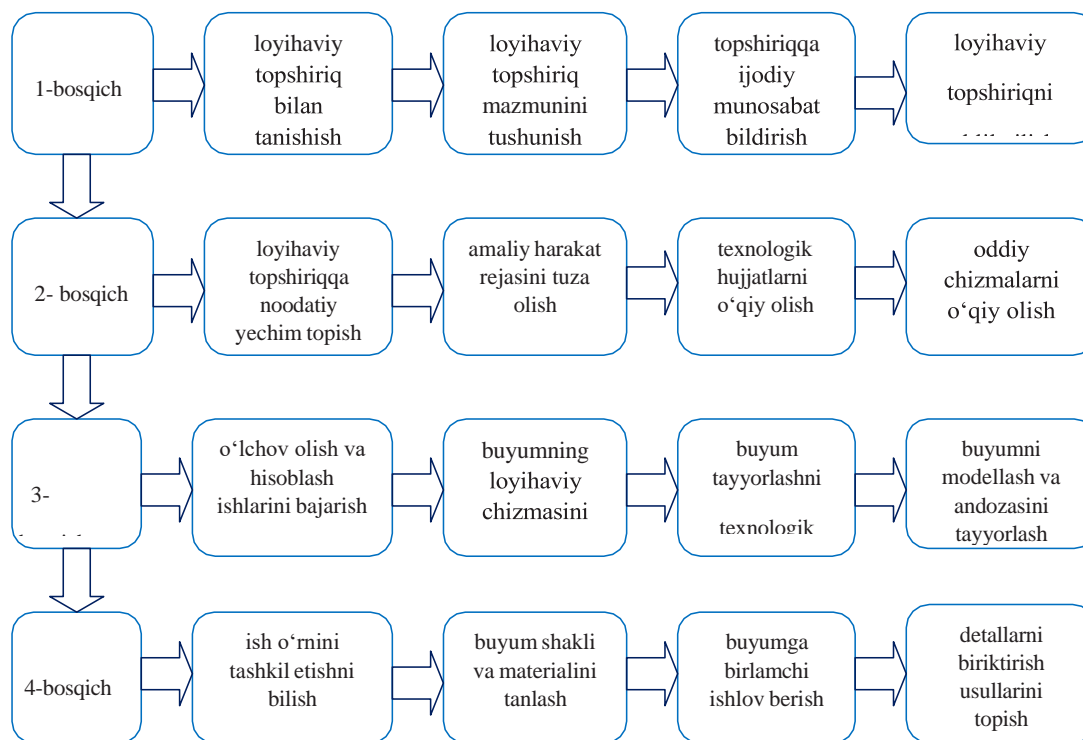 1-bosqich
loyihaviy
topshiriq
bilan
tanishish
loyihaviy
topshiriq
mazmunini
tushunish
topshiriqqa
ijodiy
munosabat
bildirish
loyihaviy
topshiriqni
2- bosqich
loyihaviy
topshiriqqa
noodatiy
yechim topish
amaliy harakat
rejasini tuza
olish
texnologik
hujjatlarni
o‘qiy olish
oddiy
chizmalarni
o‘qiy olish
3-
o‘lchov olish va
hisoblash
ishlarini bajarish
buyumning
loyihaviy
chizmasini
buyum
tayyorlashni
texnologik
buyumni
modellash va
andozasini
tayyorlash
4-bosqich
ish o‘rnini
tashkil etishni
bilish
buyum shakli
va materialini
tanlash
buyumga
birlamchi
ishlov berish
detallarni
biriktirish
usullarini
topish